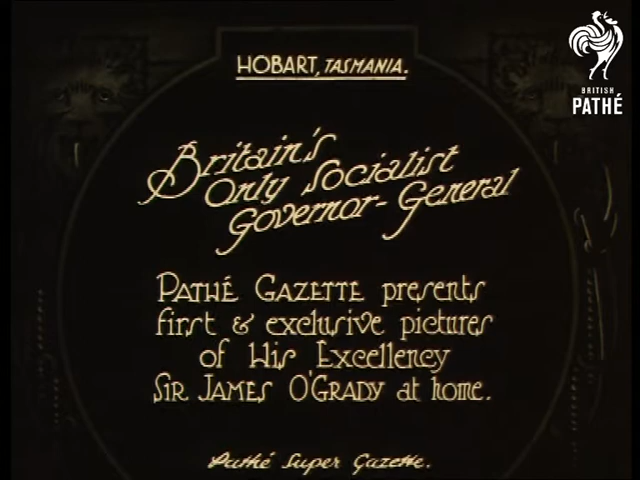 HOBART, TASMANIA.
BRITISH
PATHÉ
Britain's
Only Socialist
Governor-General
PATHÉ GAZETTE presents
first & exclusive pictures
of His Excellency
SIR JAMES O'GRADY at home.
Pathé Super Gazette.